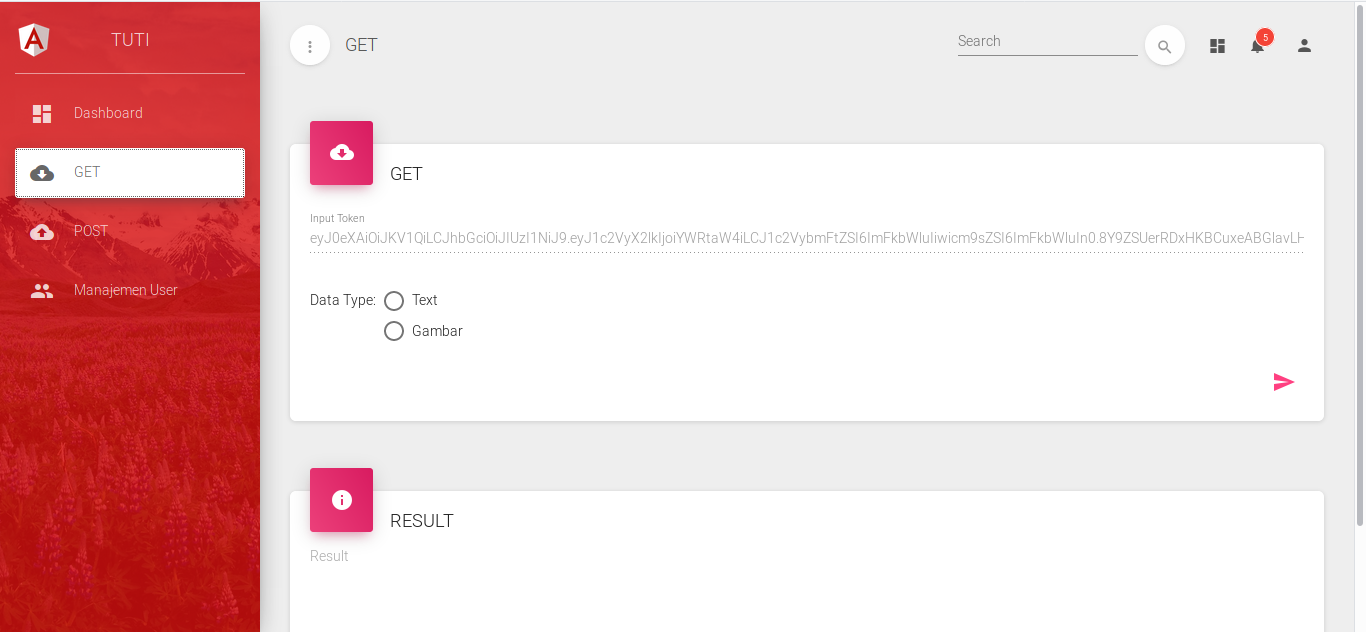 TUTI
Dashboard
GET
POST
Manajemen User
GET
Search
5
GET
Input Token
eyJ0eXAiOiJKV1QiLCJhbGciOiJIUzI1NiJ9.eyJ1c2VyX2lkIjoiYWRtaW4iLCJ1c2VybmFtZSI6ImFkbWluIiwicm9sZSI6ImFkbWluIn0.8Y9ZSUerRDxHKBCuxeABGlavLH
Data Type:
Text
Gambar
RESULT
Result